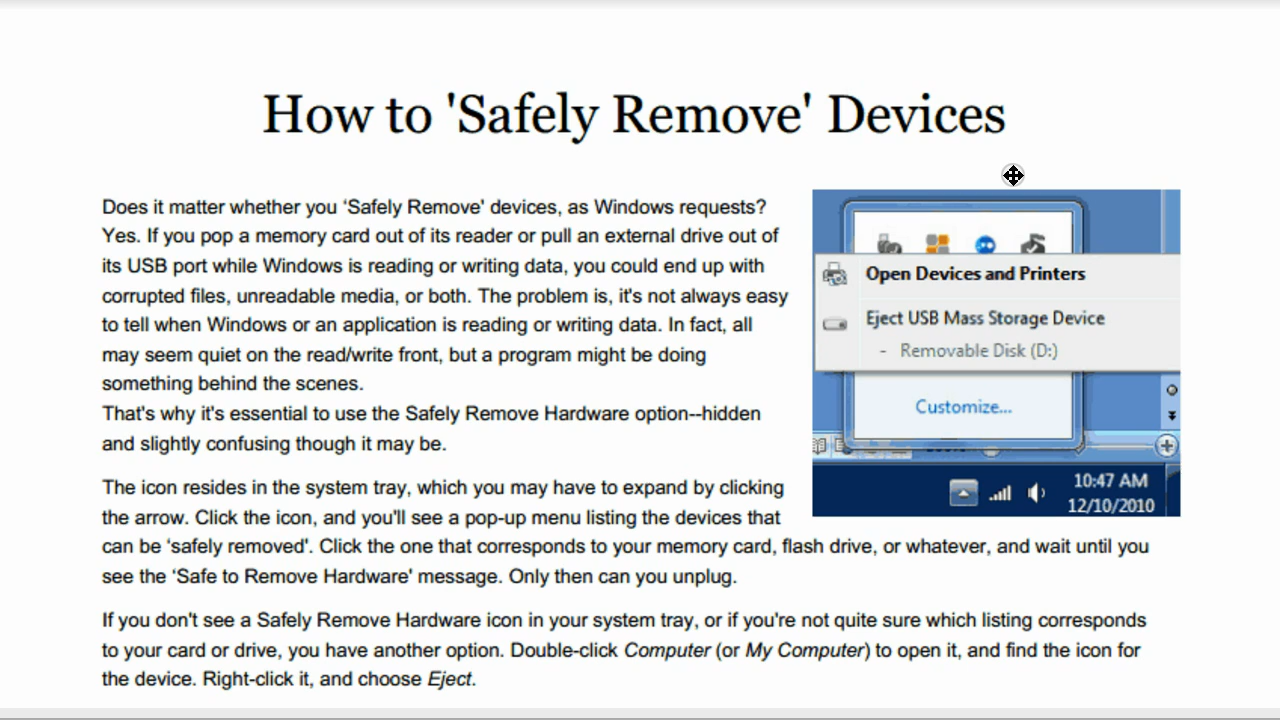 How to 'Safely Remove' Devices
Does it matter whether you ‘Safely Remove' devices, as Windows requests?
Yes. If you pop a memory card out of its reader or pull an external drive out of
its USB port while Windows is reading or writing data, you could end up with
corrupted files, unreadable media, or both. The problem is, it's not always easy
to tell when Windows or an application is reading or writing data. In fact, all
may seem quiet on the read/write front, but a program might be doing
something behind the scenes.
That's why it's essential to use the Safely Remove Hardware option--hidden
and slightly confusing though it may be.
Open Devices and Printers
Eject USB Mass Storage Device
- Removable Disk (D:)
Customize...
10:47 AM
12/10/2010
The icon resides in the system tray, which you may have to expand by clicking
the arrow. Click the icon, and you'll see a pop-up menu listing the devices that
can be ‘safely removed'. Click the one that corresponds to your memory card, flash drive, or whatever, and wait until you
see the ‘Safe to Remove Hardware' message. Only then can you unplug.
If you don't see a Safely Remove Hardware icon in your system tray, or if you're not quite sure which listing corresponds
to your card or drive, you have another option. Double-click Computer (or My Computer) to open it, and find the icon for
the device. Right-click it, and choose Eject.